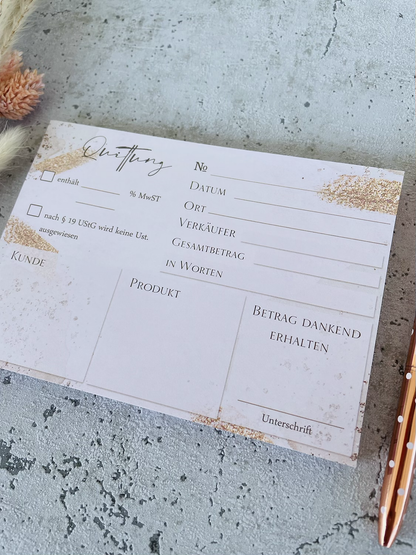 Quittung
№
enthält % MwST
Datum
Ort
nach § 19 UStG wird keine Ust.
ausgewiesen
Verkäufer
Gesamtbetrag
in Worten
Kunde
Produkt
Betrag dankend
erhalten
Unterschrift